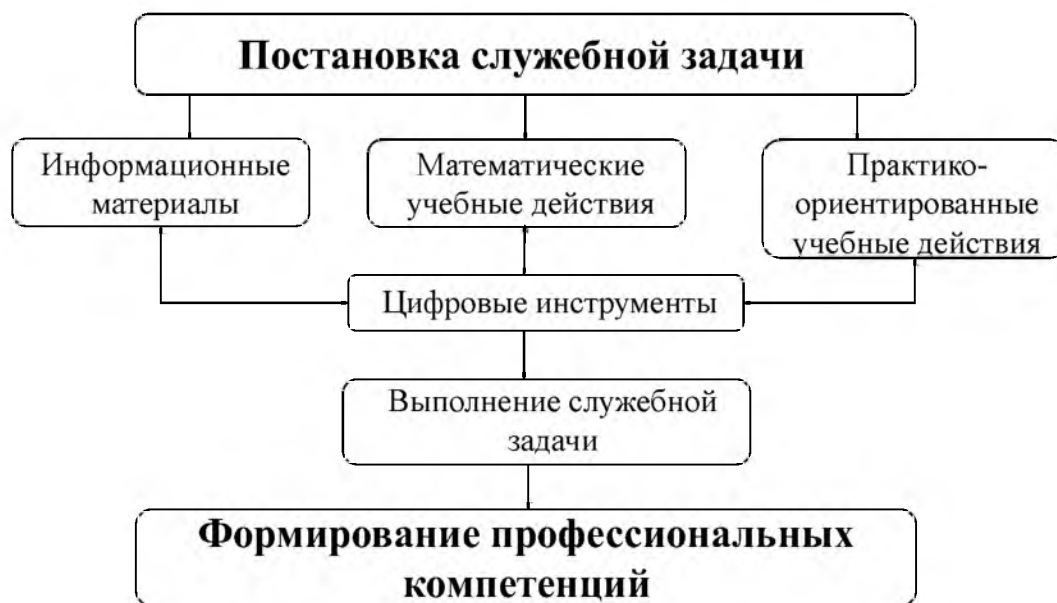 Постановка служебной задачи
Информационные
материалы
Математические
учебные действия
Практико-
ориентированные
учебные действия
Цифровые инструменты
Выполнение служебной
задачи
Формирование профессиональных
компетенций